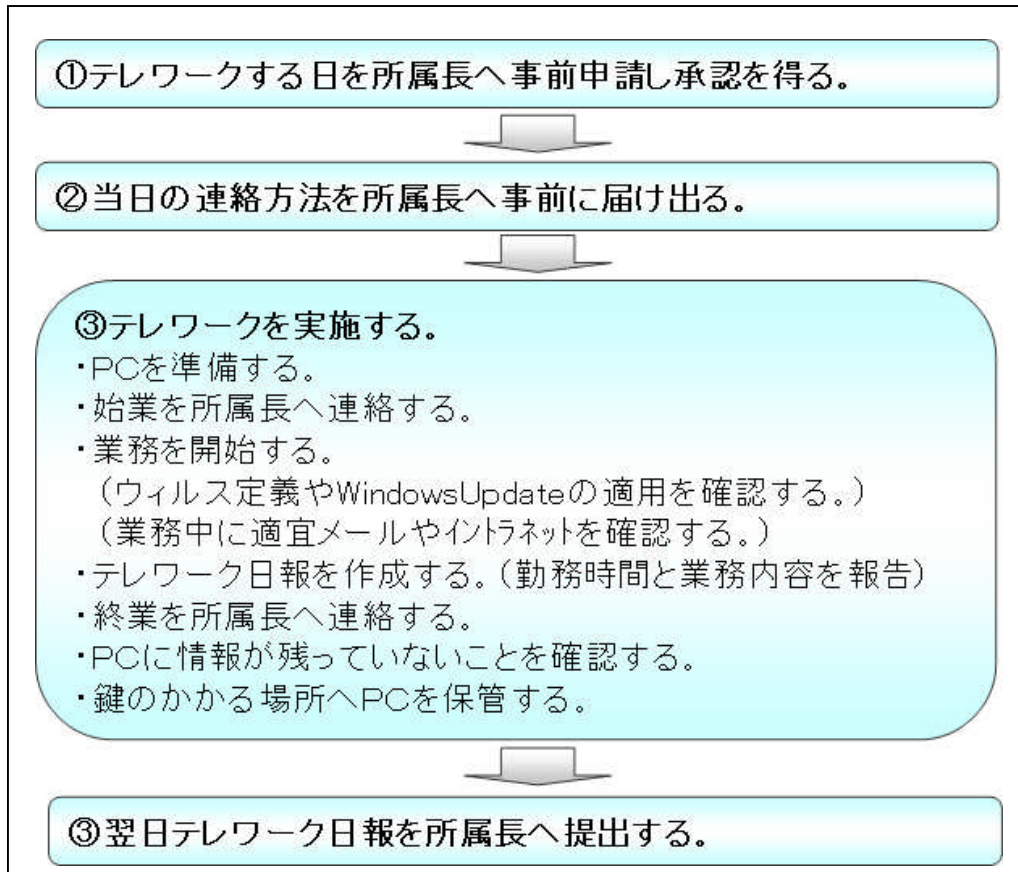 ①テレワークする日を所属長へ事前申請し承認を得る。
②当日の連絡方法を所属長へ事前に届け出る。
③テレワークを実施する。
・PCを準備する。
・始業を所属長へ連絡する。
・業務を開始する。
（ウィルス定義やWindowsUpdateの適用を確認する。）
（業務中に適宜メールやイントラネットを確認する。）
・テレワーク日報を作成する。（勤務時間と業務内容を報告）
・終業を所属長へ連絡する。
・PCに情報が残っていないことを確認する。
・鍵のかかる場所へPCを保管する。
③翌日テレワーク日報を所属長へ提出する。